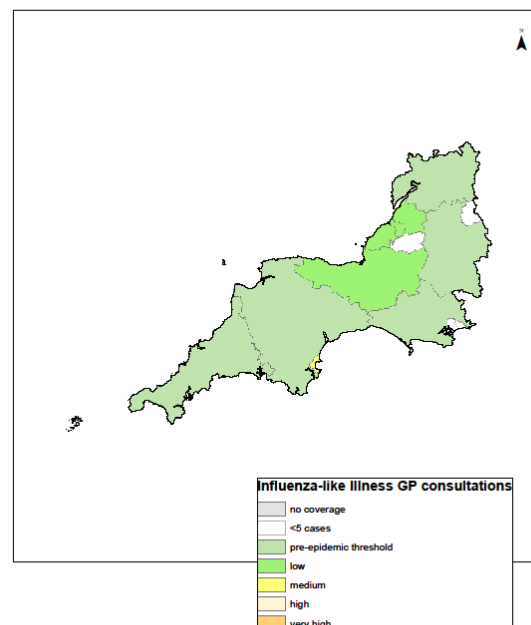 N
Influenza-like Illness GP consultations
no coverage
<5 cases
pre-epidemic threshold
low
medium
high
very high